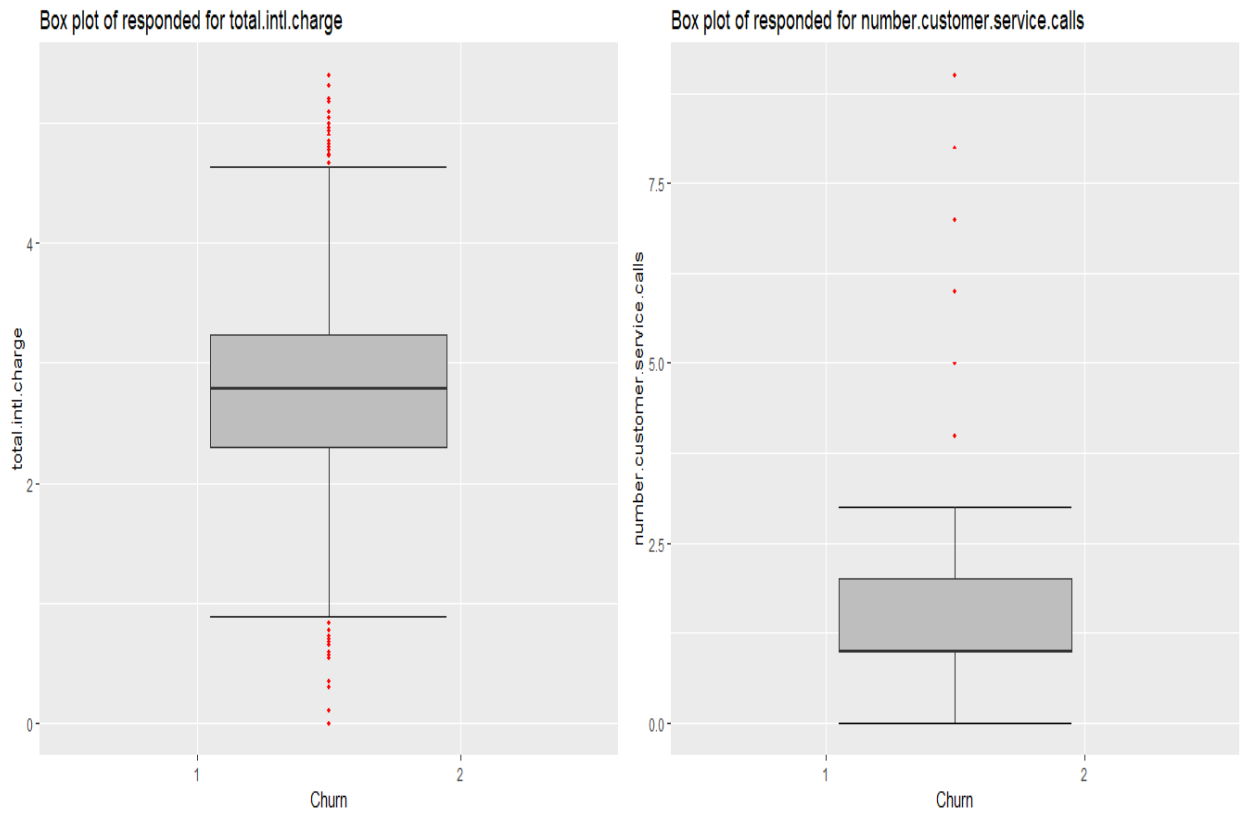 Box plot of responded for total.intl.charge
total.intl.charge
4
2
0
1 2
Churn
Box plot of responded for number.customer.service.calls
number.customer.service.calls
7.5
5.0
2.5
0.0
1 2
Churn